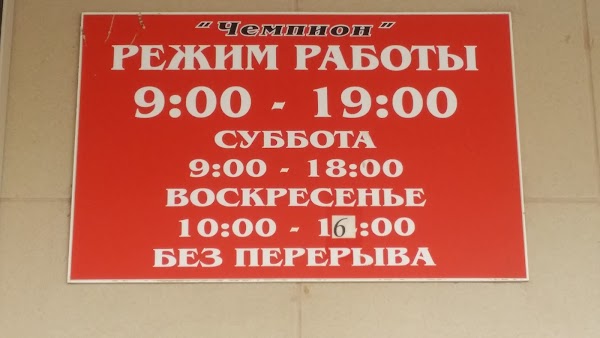 "Чемпион"
РЕЖИМ РАБОТЫ
9:00 - 19:00
СУББОТА
9:00 - 18:00
ВОСКРЕСЕНЬЕ
10:00 - 16:00
БЕЗ ПЕРЕРЫВА